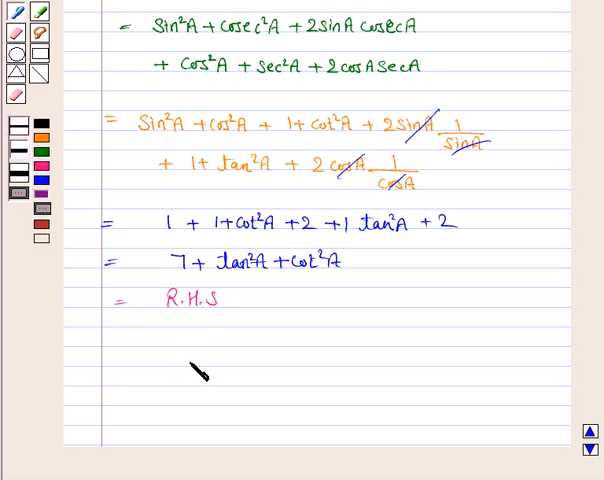 = Sin²A + Cosec²A + 2SinA CosecA
+ Cos²A + Sec²A + 2CosA SecA
= Sin²A + Cos²A + 1 + Cot²A + 2SinA 1/SinA
+ 1 + tan²A + 2 CosA 1/CosA
= 1 + 1 + Cot²A + 2 + 1 tan²A + 2
= 7 + tan²A + Cot²A
= R.H.S